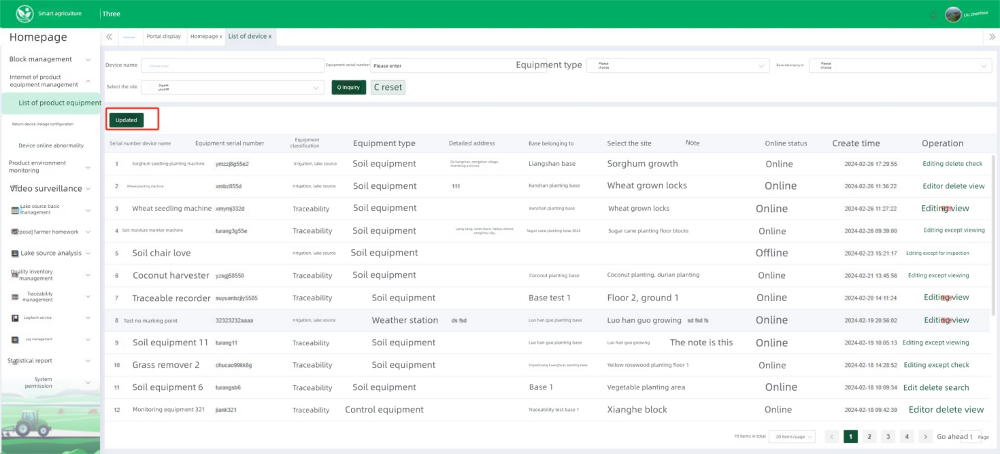 Smart agriculture
Three
Liu zhenhua
Homepage
Portal display
Homepage x
List of device x
Block management
Internet of product
equipment management
List of product equipment
Return device linkage configuration
Device online abnormality
Product environment
monitoring
Video surveillance
Lake source basic
management
pose] farmer homework
Lake source analysis
Quality inventory
management
Traceability
management
Logitech service
Log management
Statistical report
System
permission
Device name Please enter
Equipment serial number Please enter
Equipment type Please choose
Base belonging to Please choose
Select the site Please choose
Q inquiry
C reset
Updated
Serial number device name Equipment serial number Equipment classification Equipment type Detailed address Base belonging to Select the site Note Online status Create time Operation
1 Sorghum seedling planting machine ymzzj8g55e2 Irrigation, lake source Soil equipment De liangshan, dongshan village, shandong province Liangshan base Sorghum growth Online 2024-02-26 17:29:55 Editing delete check
2 Wheat planting machine xmbz855d Irrigation, lake source Soil equipment 111 Kunshan planting base Wheat grown locks Online 2024-02-26 11:36:22 Editor delete view
3 Wheat seedling machine xmymj332d Traceability Soil equipment Kunshan planting base Wheat grown locks Online 2024-02-26 11:27:22 Editing view
4 Soil moisture monitor machine turang3g55e Traceability Soil equipment Sugar cane planting base 2024 Sugar cane planting floor blocks Online 2024-02-26 09:39:00 Editing except viewing
5 Soil chair love Irrigation, lake source Soil equipment Offline 2024-02-23 15:21:17 Editing except for inspection
6 Coconut harvester yzsgj58550 Traceability Soil equipment Coconut planting base Coconut planting, durian planting Online 2024-02-21 13:45:56 Editing except viewing
7 Traceable recorder suyuanbzjly5585 Traceability Soil equipment Base test 1 Floor 2, ground 1 Online 2024-02-20 14:11:24 Editing view
8 Test no marking point 32323232aaaa Irrigation, lake source Weather station ds fsd Luo han guo planting base Luo han guo growing sd fsd fs Online 2024-02-19 20:56:02 Editing view
9 Soil equipment 11 turang11 Traceability Soil equipment Luo han guo planting base Luo han guo growing The note is this Online 2024-02-19 10:05:13 Editing except viewing
10 Grass remover 2 chucao99kk8g Traceability Soil equipment planting base Yellow rosewood planting floor 1 Online 2024-02-18 14:28:52 Editing except check
11 Soil equipment 6 turangsb6 Traceability Soil equipment Base 1 Vegetable planting area Online 2024-02-18 10:09:34 Edit delete search
12 Monitoring equipment 321 jiank321 Traceability Control equipment Traceability test base 1 Xianghe block Online 2024-02-18 09:42:39 Editor delete view
70 items in total 20 items/page 1 2 3 4 Go ahead 1 Page